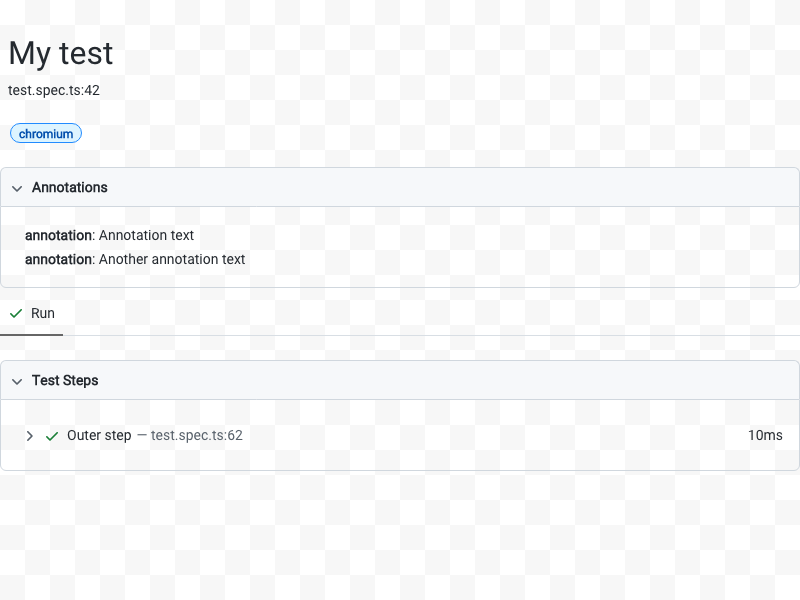 My test
test.spec.ts:42
chromium
Annotations
annotation: Annotation text
annotation: Another annotation text
Run
Test Steps
Outer step — test.spec.ts:62 10ms